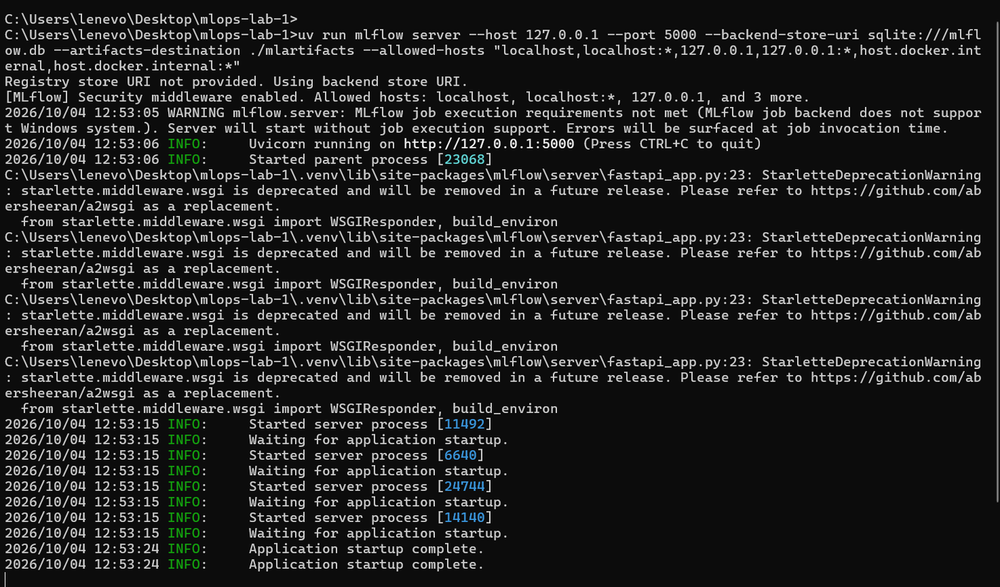 C:\Users\lenevo\Desktop\mlops-lab-1>
C:\Users\lenevo\Desktop\mlops-lab-1>uv run mlflow server --host 127.0.0.1 --port 5000 --backend-store-uri sqlite:///mlfl
ow.db --artifacts-destination ./mlartifacts --allowed-hosts "localhost,localhost:*,127.0.0.1,127.0.0.1:*,host.docker.int
ernal,host.docker.internal:*"
Registry store URI not provided. Using backend store URI.
[MLflow] Security middleware enabled. Allowed hosts: localhost, localhost:*, 127.0.0.1, and 3 more.
2026/10/04 12:53:05 WARNING mlflow.server: MLflow job execution requirements not met (MLflow job backend does not suppor
t Windows system.). Server will start without job execution support. Errors will be surfaced at job invocation time.
2026/10/04 12:53:06 INFO:     Uvicorn running on http://127.0.0.1:5000 (Press CTRL+C to quit)
2026/10/04 12:53:06 INFO:     Started parent process [23068]
C:\Users\lenevo\Desktop\mlops-lab-1\.venv\lib\site-packages\mlflow\server\fastapi_app.py:23: StarletteDeprecationWarning
: starlette.middleware.wsgi is deprecated and will be removed in a future release. Please refer to https://github.com/ab
ersheeran/a2wsgi as a replacement.
  from starlette.middleware.wsgi import WSGIResponder, build_environ
C:\Users\lenevo\Desktop\mlops-lab-1\.venv\lib\site-packages\mlflow\server\fastapi_app.py:23: StarletteDeprecationWarning
: starlette.middleware.wsgi is deprecated and will be removed in a future release. Please refer to https://github.com/ab
ersheeran/a2wsgi as a replacement.
  from starlette.middleware.wsgi import WSGIResponder, build_environ
C:\Users\lenevo\Desktop\mlops-lab-1\.venv\lib\site-packages\mlflow\server\fastapi_app.py:23: StarletteDeprecationWarning
: starlette.middleware.wsgi is deprecated and will be removed in a future release. Please refer to https://github.com/ab
ersheeran/a2wsgi as a replacement.
  from starlette.middleware.wsgi import WSGIResponder, build_environ
C:\Users\lenevo\Desktop\mlops-lab-1\.venv\lib\site-packages\mlflow\server\fastapi_app.py:23: StarletteDeprecationWarning
: starlette.middleware.wsgi is deprecated and will be removed in a future release. Please refer to https://github.com/ab
ersheeran/a2wsgi as a replacement.
  from starlette.middleware.wsgi import WSGIResponder, build_environ
2026/10/04 12:53:15 INFO:     Started server process [11492]
2026/10/04 12:53:15 INFO:     Waiting for application startup.
2026/10/04 12:53:15 INFO:     Started server process [6640]
2026/10/04 12:53:15 INFO:     Waiting for application startup.
2026/10/04 12:53:15 INFO:     Started server process [24744]
2026/10/04 12:53:15 INFO:     Waiting for application startup.
2026/10/04 12:53:15 INFO:     Started server process [14140]
2026/10/04 12:53:15 INFO:     Waiting for application startup.
2026/10/04 12:53:24 INFO:     Application startup complete.
2026/10/04 12:53:24 INFO:     Application startup complete.